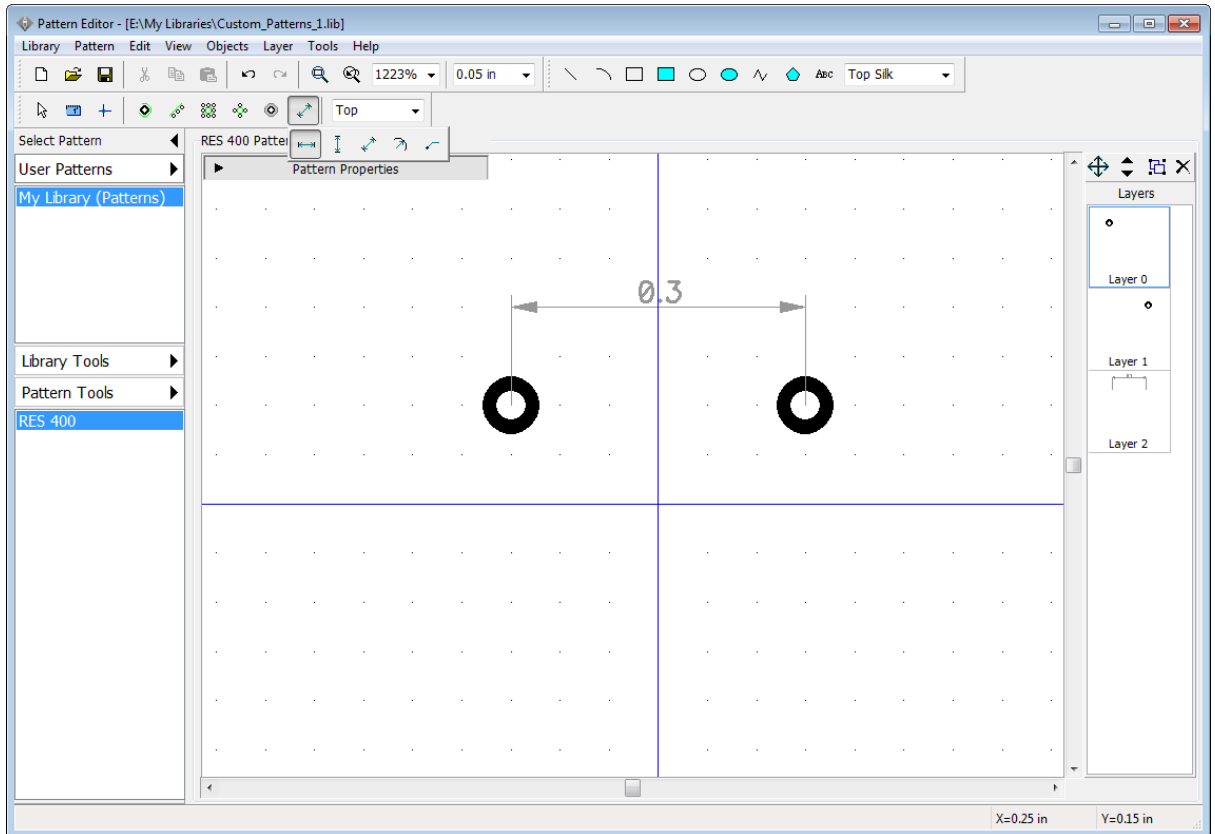 Pattern Editor - [E:\My Libraries\Custom_Patterns_1.lib]
Library Pattern Edit View Objects Layer Tools Help
1223% 0.05 in ABC Top Silk
Top
Select Pattern
RES 400 Patter
User Patterns
Pattern Properties
My Library (Patterns)
Layers
Layer 0
0.3
Library Tools
Layer 1
Pattern Tools
RES 400
Layer 2
X=0.25 in Y=0.15 in